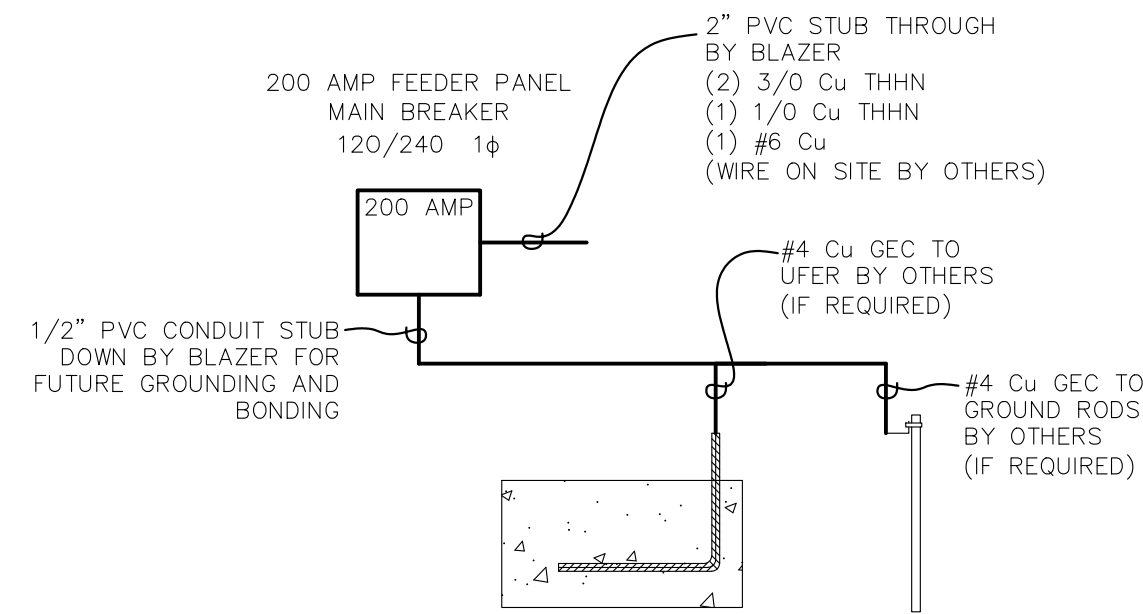 2" PVC STUB THROUGH
BY BLAZER
(2) 3/0 Cu THHN
(1) 1/0 Cu THHN
(1) #6 Cu
(WIRE ON SITE BY OTHERS)
200 AMP FEEDER PANEL
MAIN BREAKER
120/240 1ϕ
200 AMP
#4 Cu GEC TO
UFER BY OTHERS
(IF REQUIRED)
1/2" PVC CONDUIT STUB
DOWN BY BLAZER FOR
FUTURE GROUNDING AND
BONDING
#4 Cu GEC TO
GROUND RODS
BY OTHERS
(IF REQUIRED)